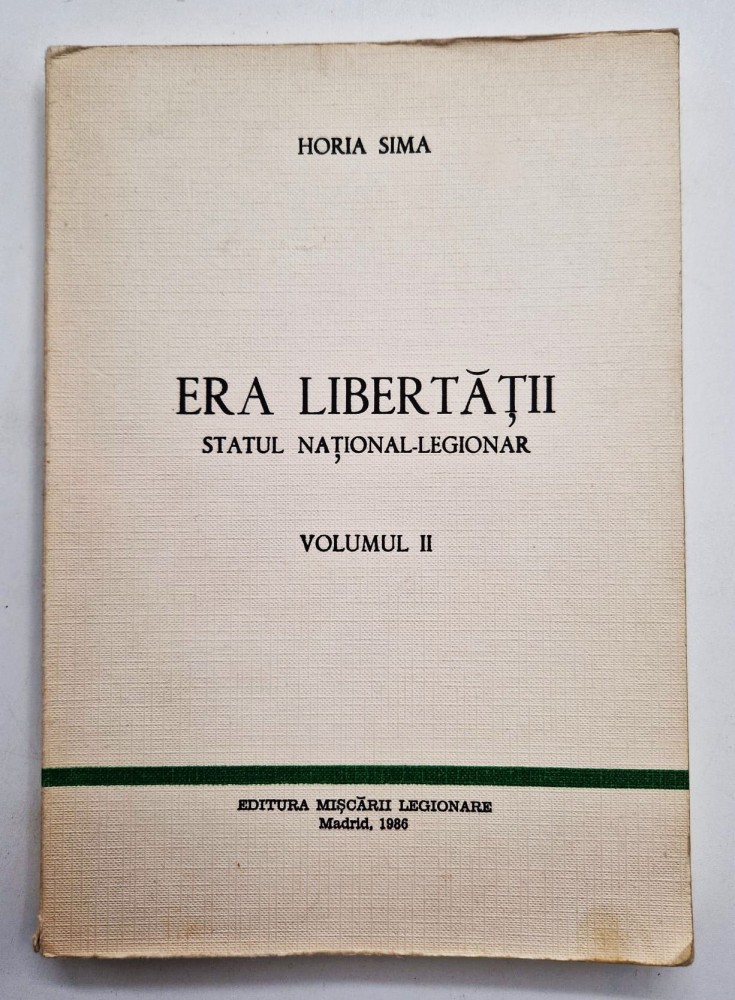 HORIA SIMA
ERA LIBERTĂȚII
STATUL NAȚIONAL-LEGIONAR
VOLUMUL II
EDITURA MIȘCĂRII LEGIONARE
Madrid, 1986